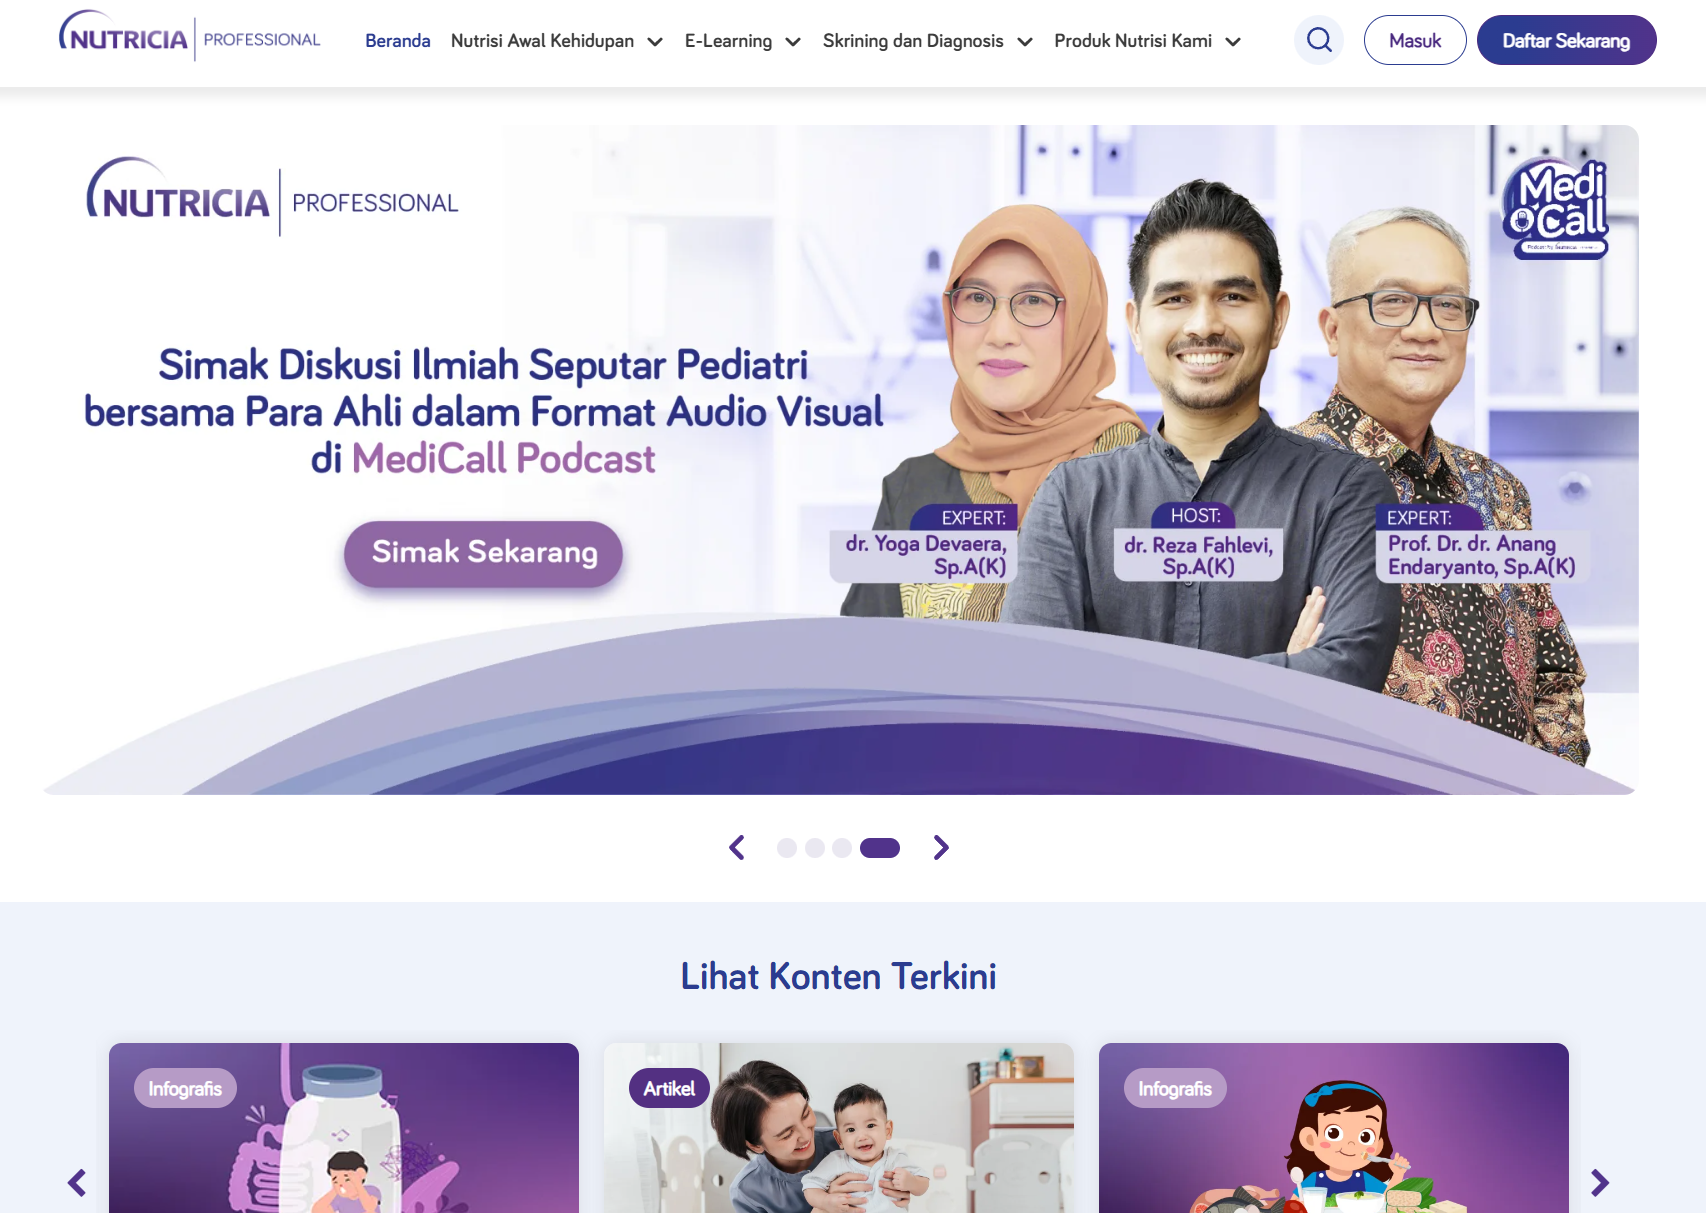 NUTRICIA PROFESSIONAL
Beranda
Nutrisi Awal Kehidupan
E-Learning
Skrining dan Diagnosis
Produk Nutrisi Kami
Masuk
Daftar Sekarang
NUTRICIA PROFESSIONAL
Medi
Call
Simak Diskusi Ilmiah Seputar Pediatri
bersama Para Ahli dalam Format Audio Visual
di MediCall Podcast
Simak Sekarang
EXPERT:
dr. Yoga Devaera,
Sp.A(K)
HOST:
dr. Reza Fahlevi,
Sp.A(K)
EXPERT:
Prof. Dr. dr. Anang
Endaryanto, Sp.A(K)
Lihat Konten Terkini
Infografis
Artikel
Infografis